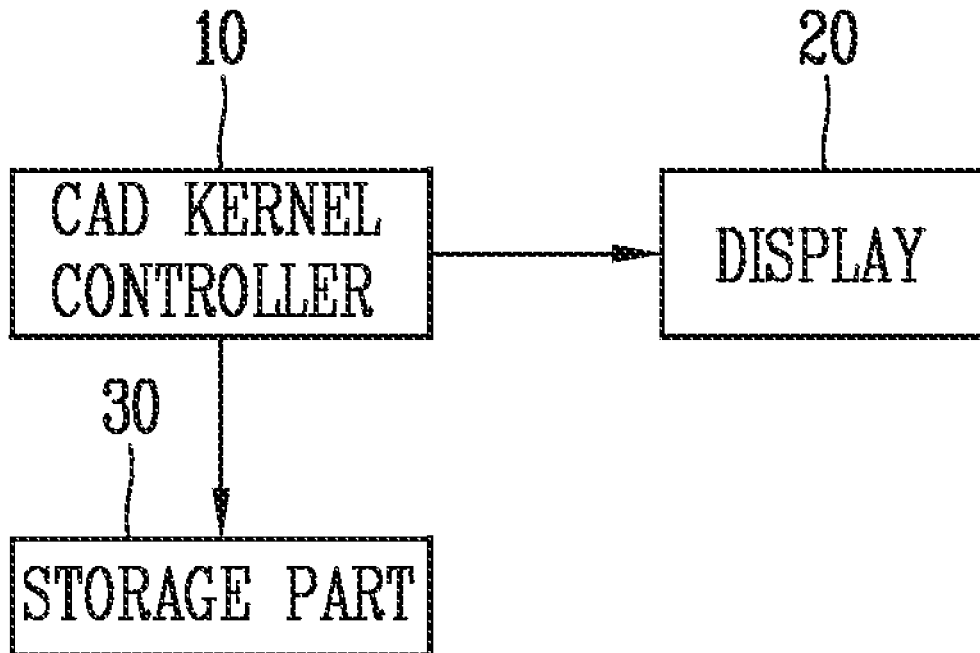 10
20
CAD KERNEL
CONTROLLER
DISPLAY
30
STORAGE PART